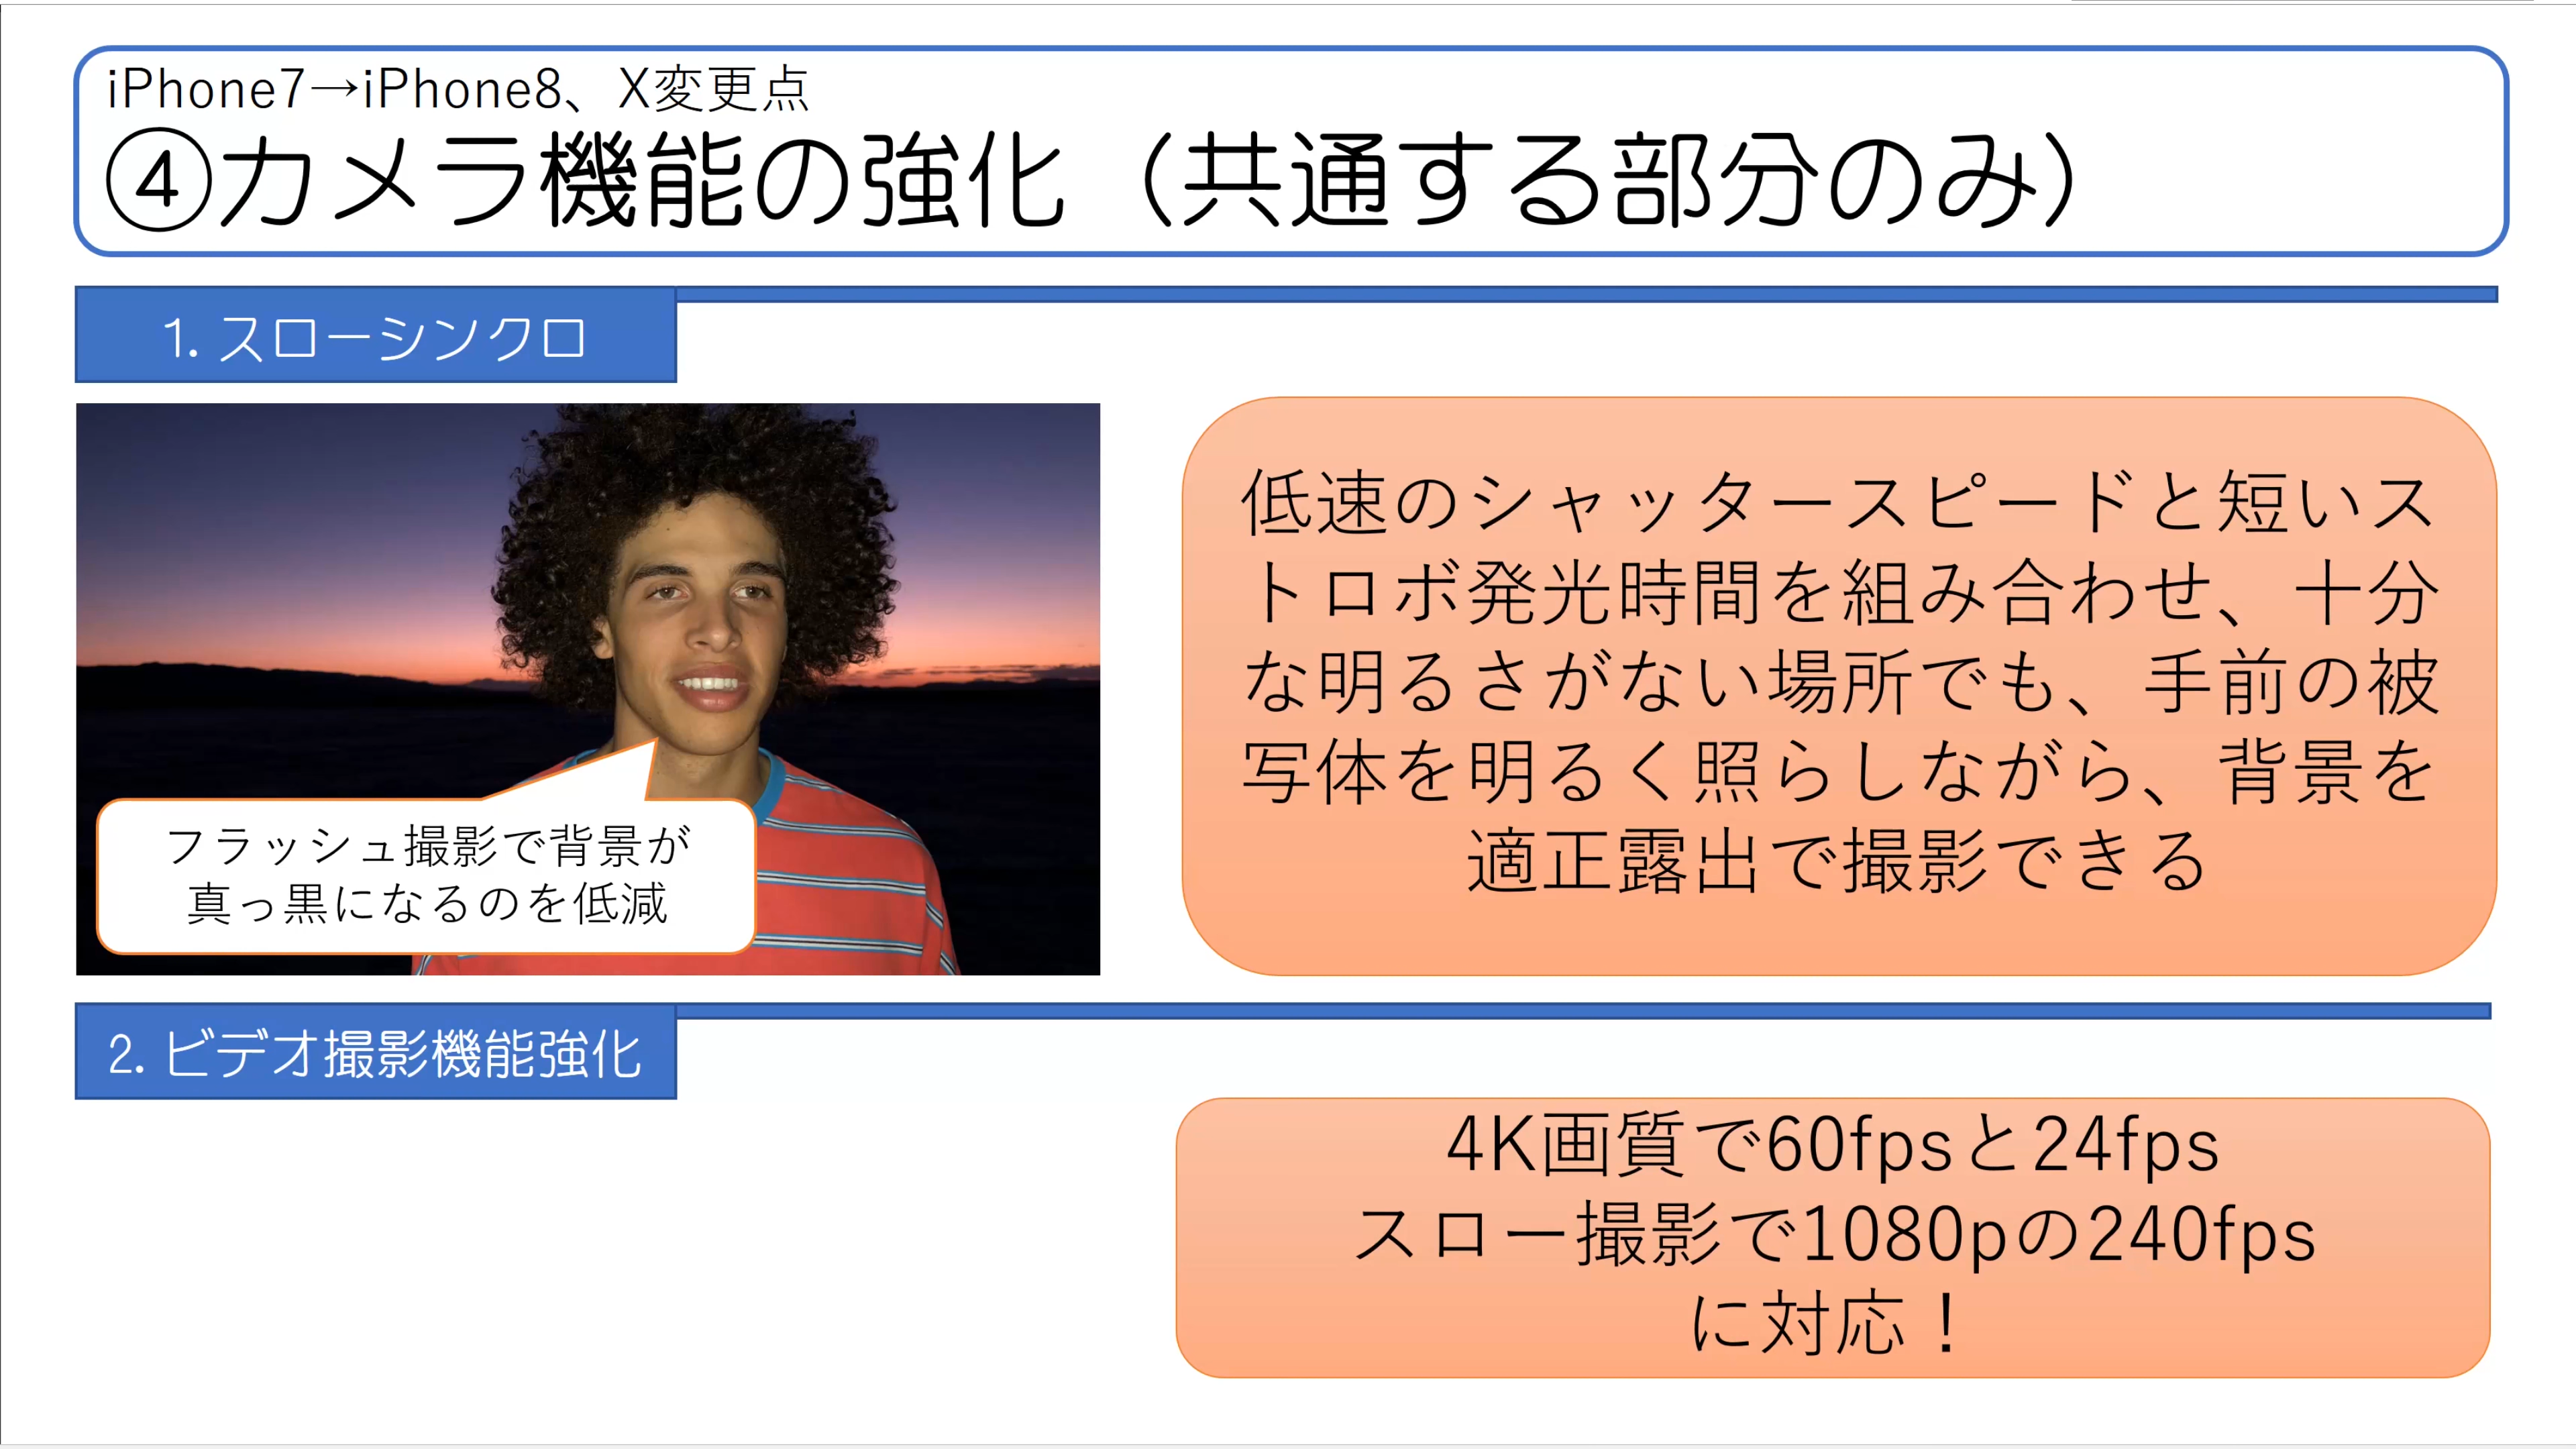 iPhone7→iPhone8、X変更点
④カメラ機能の強化（共通する部分のみ）
1. スローシンクロ
フラッシュ撮影で背景が
真っ黒になるのを低減
低速のシャッタースピードと短いス
トロボ発光時間を組み合わせ、十分
な明るさがない場所でも、手前の被
写体を明るく照らしながら、背景を
適正露出で撮影できる
2. ビデオ撮影機能強化
4K画質で60fpsと24fps
スロー撮影で1080pの240fps
に対応！